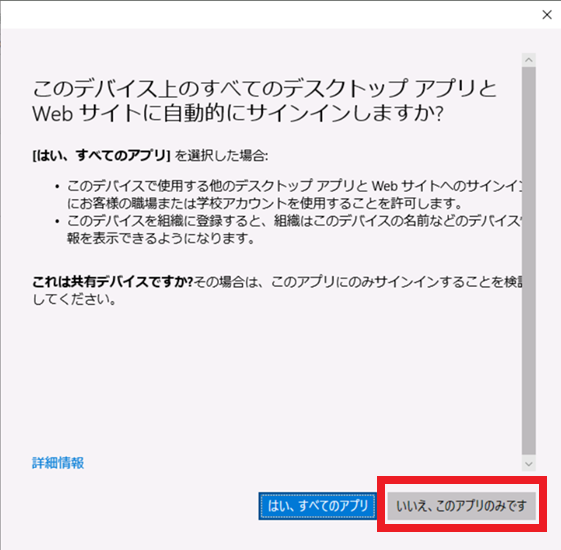 このデバイス上のすべてのデスクトップ アプリと
Web サイトに自動的にサインインしますか?
[はい、すべてのアプリ] を選択した場合:
• このデバイスで使用する他のデスクトップ アプリと Web サイトへのサインイン
にお客様の職場または学校アカウントを使用することを許可します。
• このデバイスを組織に登録すると、組織はこのデバイスの名前などのデバイス
報を表示できるようになります。
これは共有デバイスですか?その場合は、このアプリにのみサインインすることを検
してください。
詳細情報
はい、すべてのアプリ
いいえ、このアプリのみです